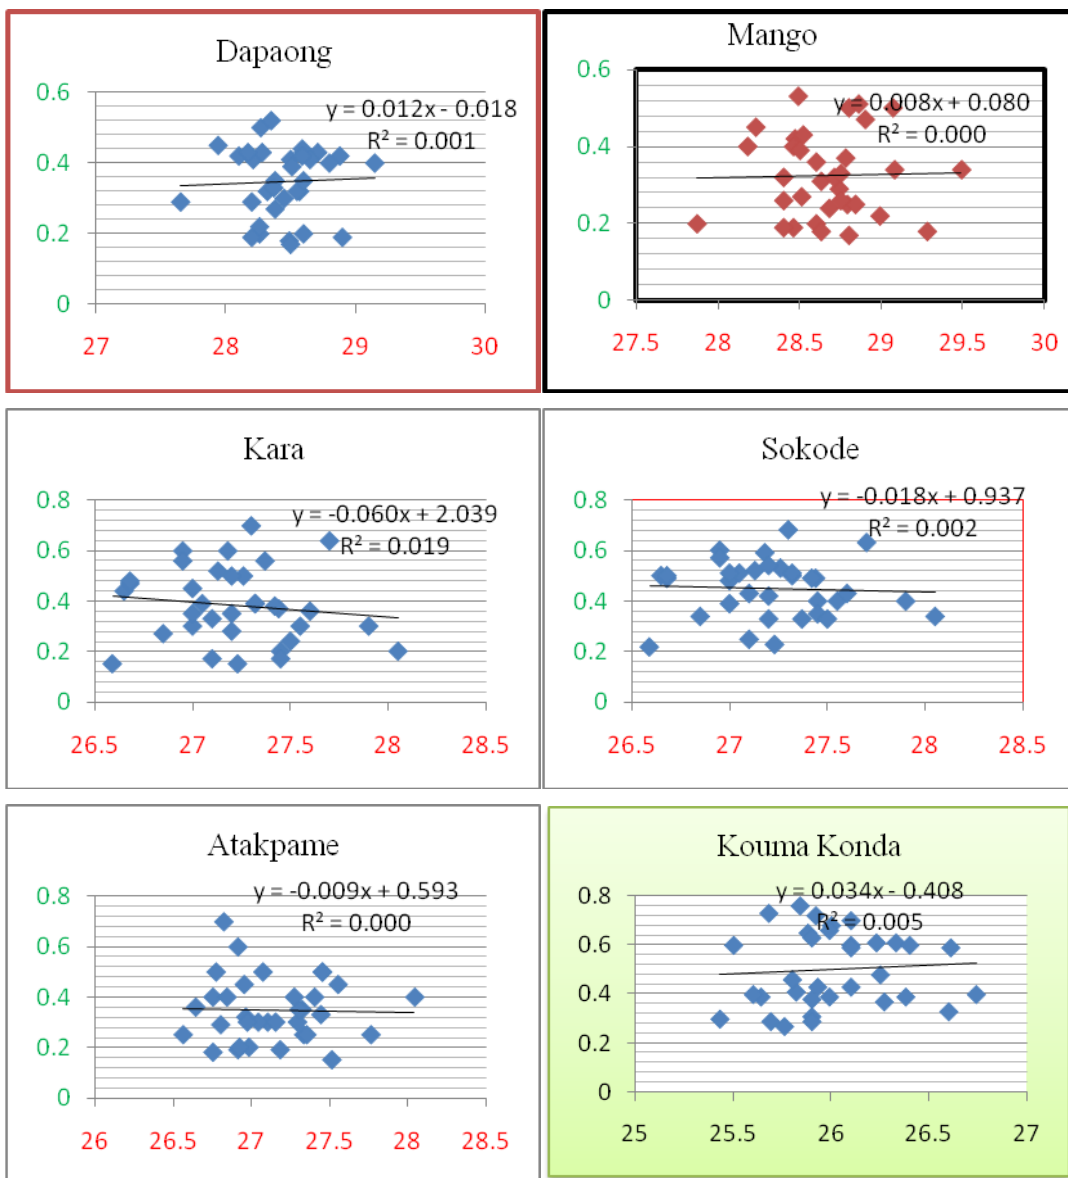 Dapaong
y = 0.012x - 0.018
R² = 0.001
0.6
0.4
0.2
0
27 28 29 30
Mango
y = 0.008x + 0.080
R² = 0.000
0.6
0.4
0.2
0
27.5 28 28.5 29 29.5 30
Kara
y = -0.060x + 2.039
R² = 0.019
0.8
0.6
0.4
0.2
0
26.5 27 27.5 28 28.5
Sokode
y = -0.018x + 0.937
R² = 0.002
0.8
0.6
0.4
0.2
0
26.5 27 27.5 28 28.5
Atakpame
y = -0.009x + 0.593
R² = 0.000
0.8
0.6
0.4
0.2
0
26 26.5 27 27.5 28 28.5
Kouma Konda
y = 0.034x - 0.408
R² = 0.005
0.8
0.6
0.4
0.2
0
25 25.5 26 26.5 27